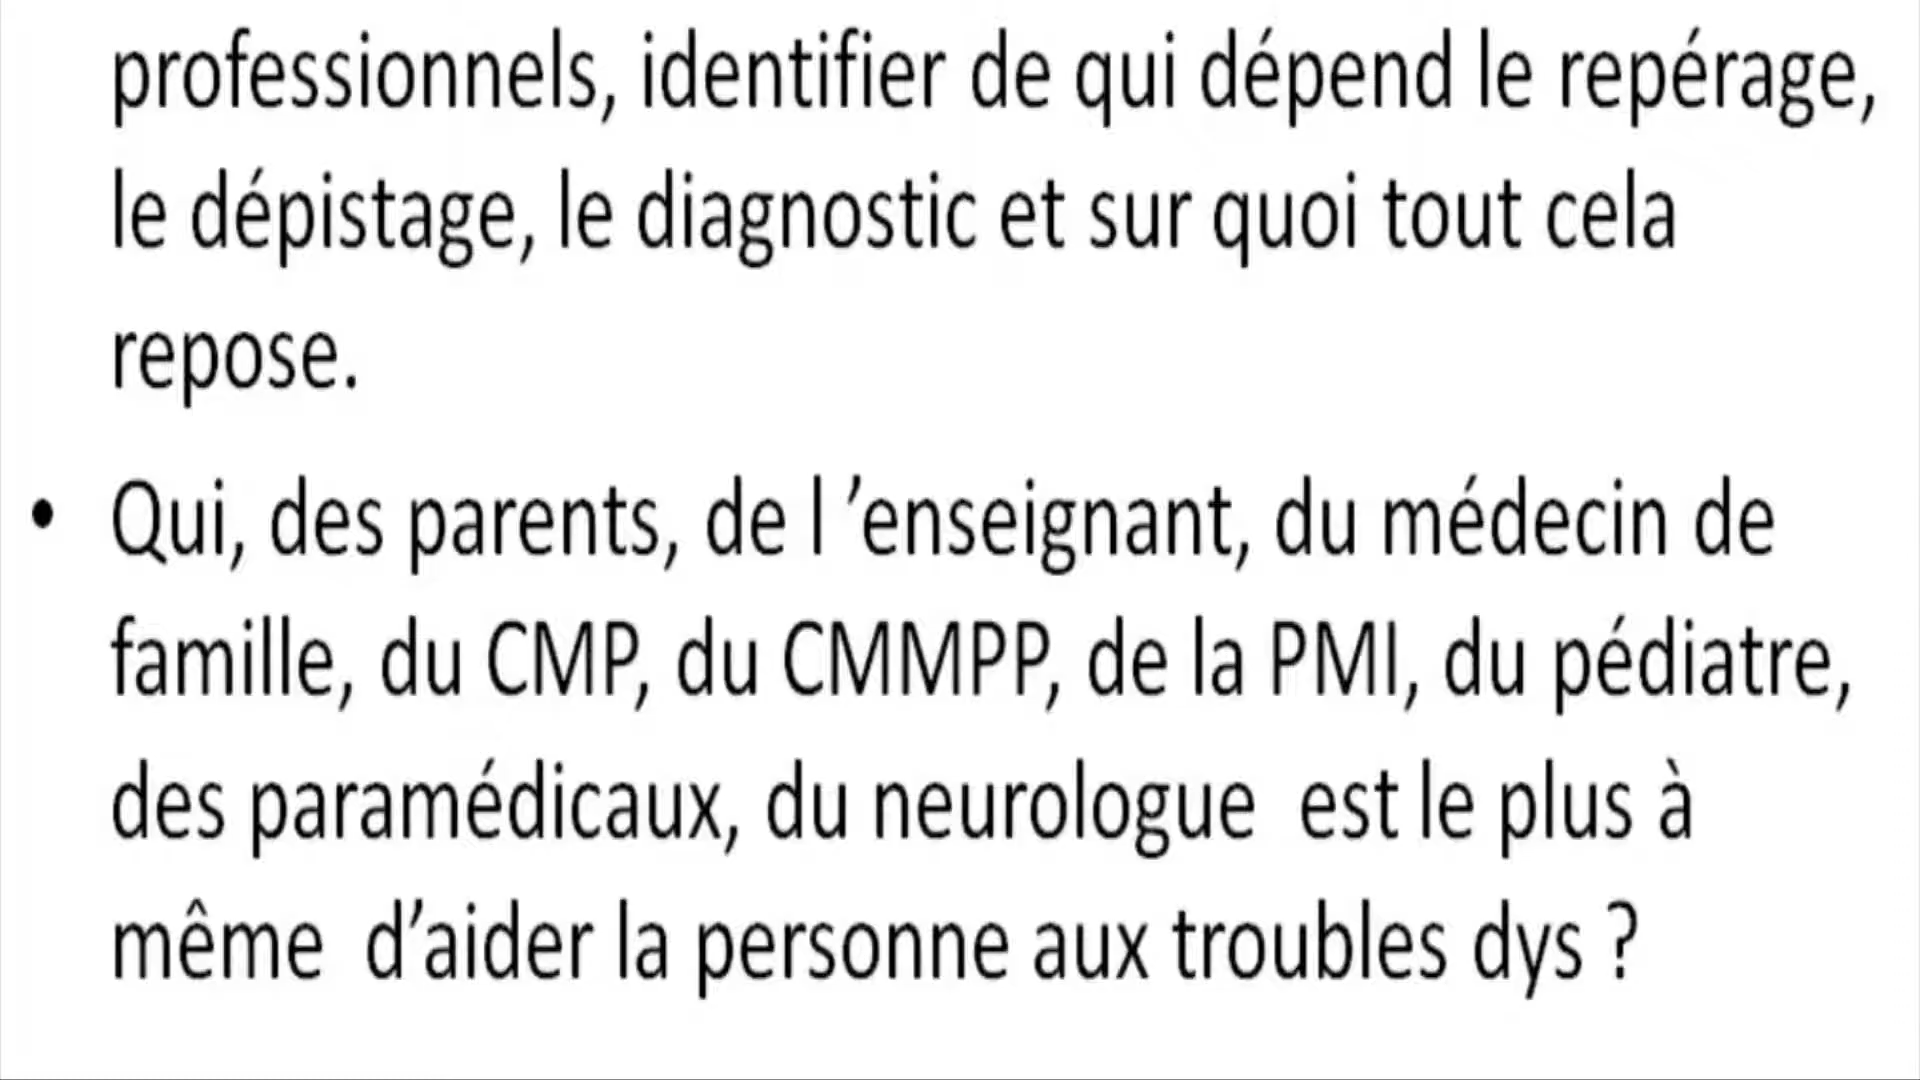 professionnels, identifier de qui dépend le repérage,
le dépistage, le diagnostic et sur quoi tout cela
repose.
• Qui, des parents, de l ’enseignant, du médecin de
famille, du CMP, du CMMPP, de la PMI, du pédiatre,
des paramédicaux, du neurologue  est le plus à
même  d’aider la personne aux troubles dys ?